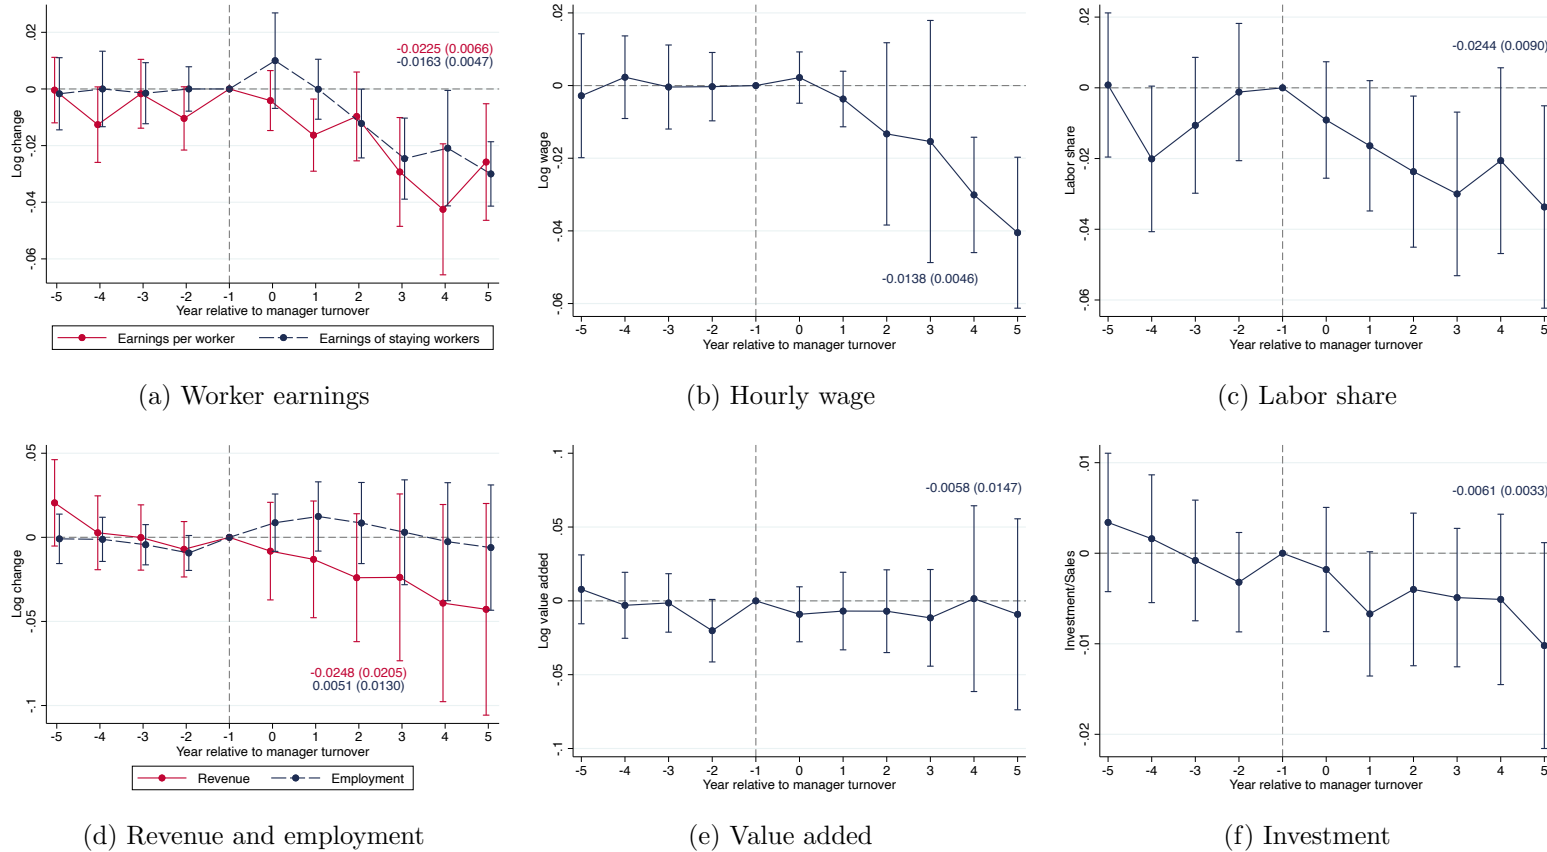 Log change
.02
0
-.02
-.04
-.06
-0.0225 (0.0066)
-0.0163 (0.0047)
-5 -4 -3 -2 -1 0 1 2 3 4 5
Year relative to manager turnover
Earnings per worker Earnings of staying workers
(a) Worker earnings
Log wage
.02
0
-.02
-.04
-.06
-0.0138 (0.0046)
-5 -4 -3 -2 -1 0 1 2 3 4 5
Year relative to manager turnover
(b) Hourly wage
Labor share
.02
0
-.02
-.04
-.06
-0.0244 (0.0090)
-5 -4 -3 -2 -1 0 1 2 3 4 5
Year relative to manager turnover
(c) Labor share
Log change
.05
0
-.05
-.1
-0.0248 (0.0205)
0.0051 (0.0130)
-5 -4 -3 -2 -1 0 1 2 3 4 5
Year relative to manager turnover
Revenue Employment
(d) Revenue and employment
Log value added
.1
.05
0
-.05
-.1
-0.0058 (0.0147)
-5 -4 -3 -2 -1 0 1 2 3 4 5
Year relative to manager turnover
(e) Value added
Investment/Sales
.01
0
-.01
-.02
-0.0061 (0.0033)
-5 -4 -3 -2 -1 0 1 2 3 4 5
Year relative to manager turnover
(f) Investment